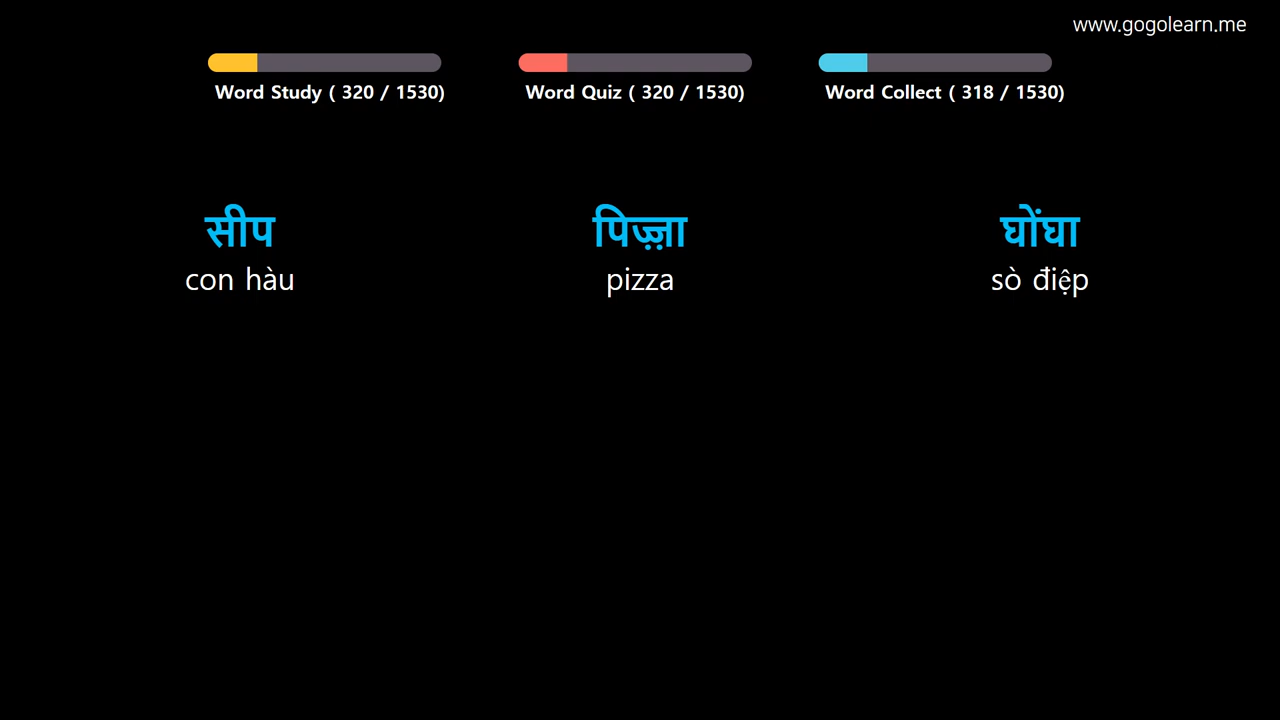 www.gogolearn.me
Word Study ( 320 / 1530) Word Quiz ( 320 / 1530) Word Collect ( 318 / 1530)
सीप पिज़्ज़ा घोंघा
con hàu pizza sò điệp